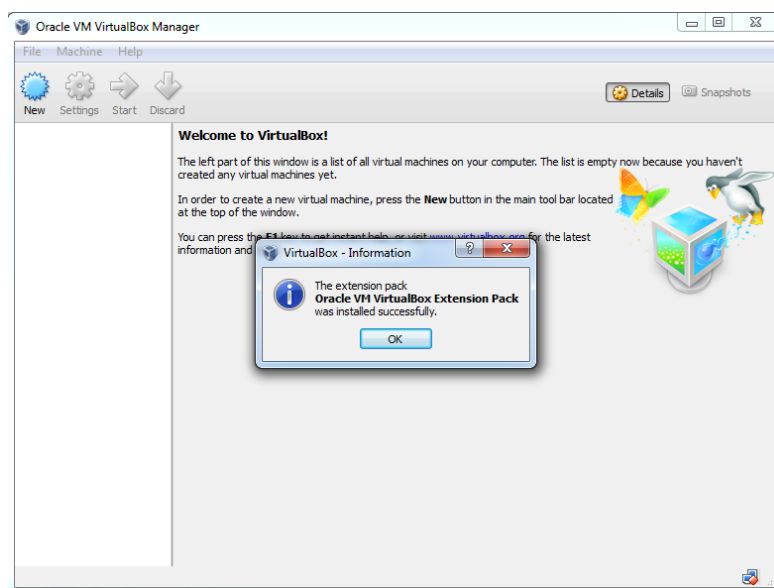 Oracle VM VirtualBox Manager
File Machine Help
New Settings Start Discard
Details Snapshots
Welcome to VirtualBox!
The left part of this window is a list of all virtual machines on your computer. The list is empty now because you haven't
created any virtual machines yet.
In order to create a new virtual machine, press the New button in the main tool bar located
at the top of the window.
You can press the F1 key to get instant help, or visit www.virtualbox.org for the latest
information and
VirtualBox - Information
The extension pack
Oracle VM VirtualBox Extension Pack
was installed successfully.
OK